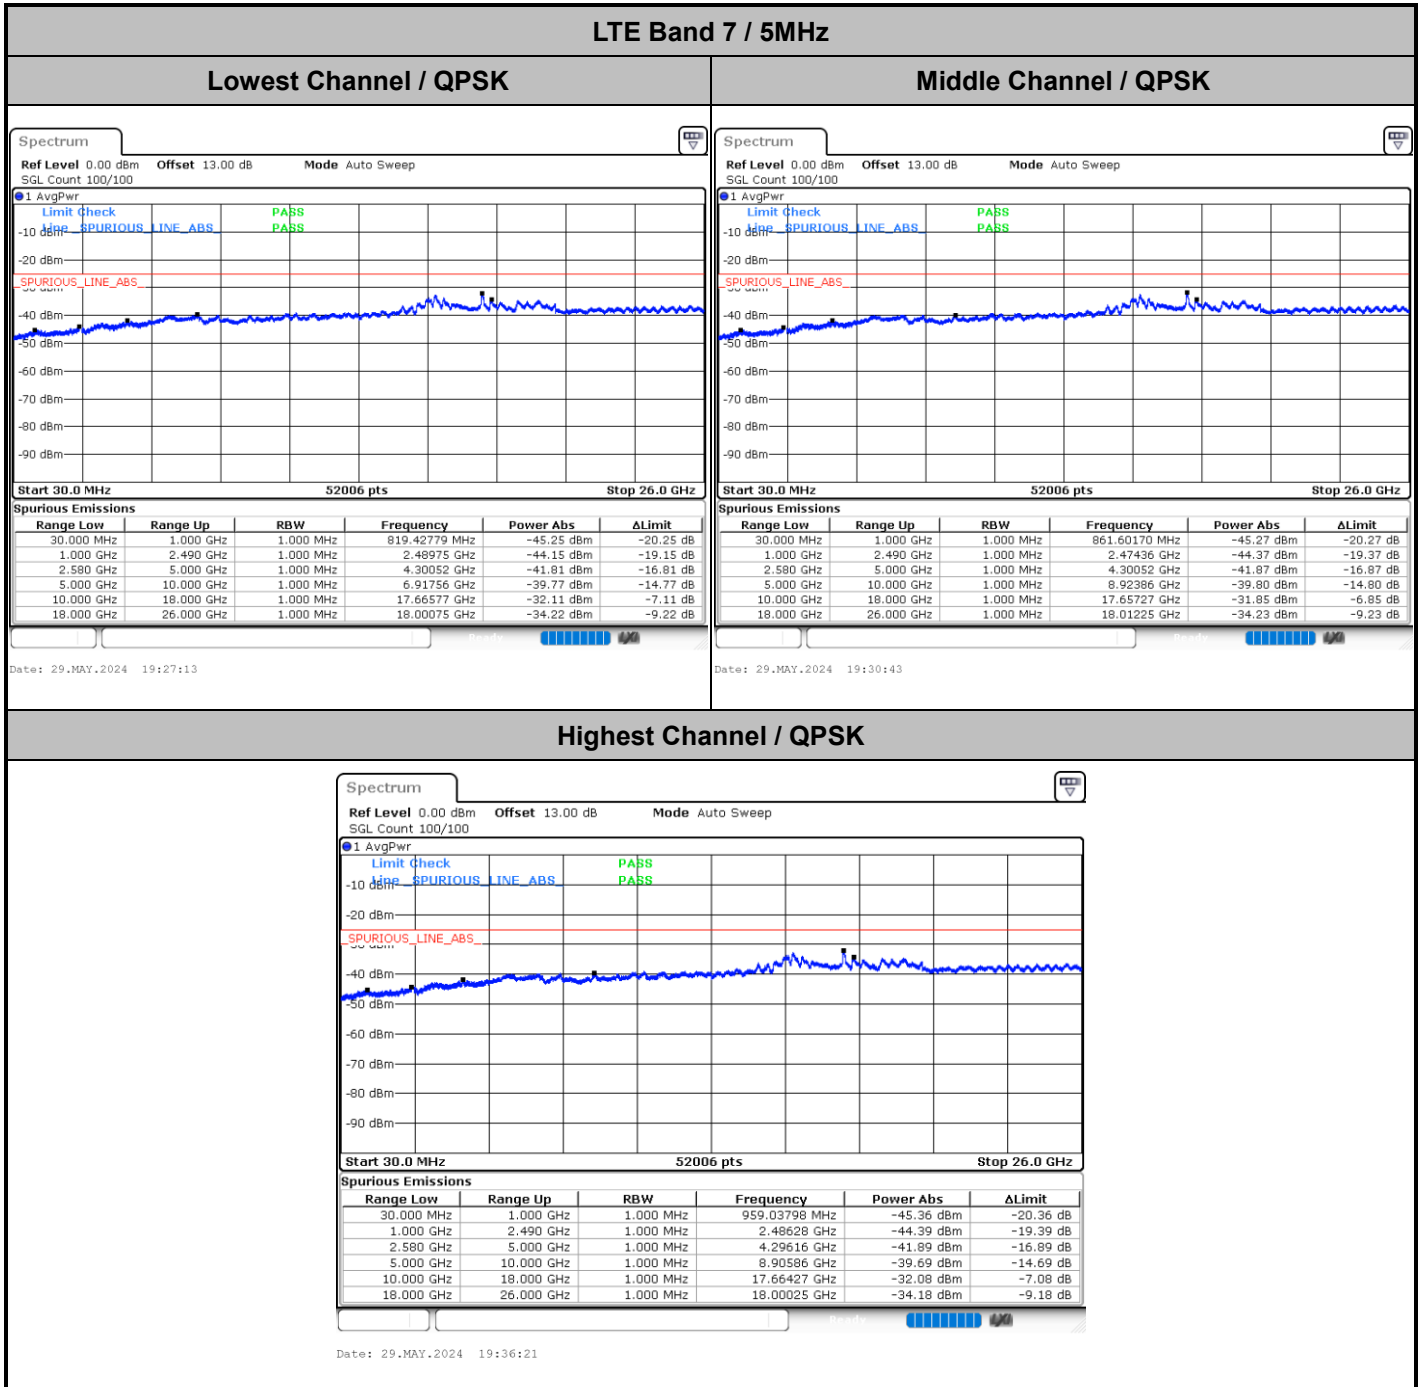 LTE Band 7 / 5MHz
Lowest Channel / QPSK
Spectrum
Ref Level 0.00 dBm Offset 13.00 dB Mode Auto Sweep
SGL Count 100/100
1 AvgPwr
Limit Check PASS
-10 dBm Line _SPURIOUS_LINE_ABS_ PASS
-20 dBm
_SPURIOUS_LINE_ABS_
-30 dBm
-40 dBm
-50 dBm
-60 dBm
-70 dBm
-80 dBm
-90 dBm
Start 30.0 MHz 52006 pts Stop 26.0 GHz
Spurious Emissions
Range Low Range Up RBW Frequency Power Abs ΔLimit
30.000 MHz 1.000 GHz 1.000 MHz 819.42779 MHz -45.25 dBm -20.25 dB
1.000 GHz 2.490 GHz 1.000 MHz 2.48975 GHz -44.15 dBm -19.15 dB
2.580 GHz 5.000 GHz 1.000 MHz 4.30052 GHz -41.81 dBm -16.81 dB
5.000 GHz 10.000 GHz 1.000 MHz 6.91756 GHz -39.77 dBm -14.77 dB
10.000 GHz 18.000 GHz 1.000 MHz 17.66577 GHz -32.11 dBm -7.11 dB
18.000 GHz 26.000 GHz 1.000 MHz 18.00075 GHz -34.22 dBm -9.22 dB
Ready LXI
Date: 29.MAY.2024 19:27:13
Middle Channel / QPSK
Spectrum
Ref Level 0.00 dBm Offset 13.00 dB Mode Auto Sweep
SGL Count 100/100
1 AvgPwr
Limit Check PASS
-10 dBm Line _SPURIOUS_LINE_ABS_ PASS
-20 dBm
_SPURIOUS_LINE_ABS_
-30 dBm
-40 dBm
-50 dBm
-60 dBm
-70 dBm
-80 dBm
-90 dBm
Start 30.0 MHz 52006 pts Stop 26.0 GHz
Spurious Emissions
Range Low Range Up RBW Frequency Power Abs ΔLimit
30.000 MHz 1.000 GHz 1.000 MHz 861.60170 MHz -45.27 dBm -20.27 dB
1.000 GHz 2.490 GHz 1.000 MHz 2.47436 GHz -44.37 dBm -19.37 dB
2.580 GHz 5.000 GHz 1.000 MHz 4.30052 GHz -41.87 dBm -16.87 dB
5.000 GHz 10.000 GHz 1.000 MHz 8.92386 GHz -39.80 dBm -14.80 dB
10.000 GHz 18.000 GHz 1.000 MHz 17.65727 GHz -31.85 dBm -6.85 dB
18.000 GHz 26.000 GHz 1.000 MHz 18.01225 GHz -34.23 dBm -9.23 dB
Ready LXI
Date: 29.MAY.2024 19:30:43
Highest Channel / QPSK
Spectrum
Ref Level 0.00 dBm Offset 13.00 dB Mode Auto Sweep
SGL Count 100/100
1 AvgPwr
Limit Check PASS
-10 dBm Line _SPURIOUS_LINE_ABS_ PASS
-20 dBm
_SPURIOUS_LINE_ABS_
-30 dBm
-40 dBm
-50 dBm
-60 dBm
-70 dBm
-80 dBm
-90 dBm
Start 30.0 MHz 52006 pts Stop 26.0 GHz
Spurious Emissions
Range Low Range Up RBW Frequency Power Abs ΔLimit
30.000 MHz 1.000 GHz 1.000 MHz 959.03798 MHz -45.36 dBm -20.36 dB
1.000 GHz 2.490 GHz 1.000 MHz 2.48628 GHz -44.39 dBm -19.39 dB
2.580 GHz 5.000 GHz 1.000 MHz 4.29616 GHz -41.89 dBm -16.89 dB
5.000 GHz 10.000 GHz 1.000 MHz 8.90586 GHz -39.69 dBm -14.69 dB
10.000 GHz 18.000 GHz 1.000 MHz 17.66427 GHz -32.08 dBm -7.08 dB
18.000 GHz 26.000 GHz 1.000 MHz 18.00025 GHz -34.18 dBm -9.18 dB
Ready LXI
Date: 29.MAY.2024 19:36:21